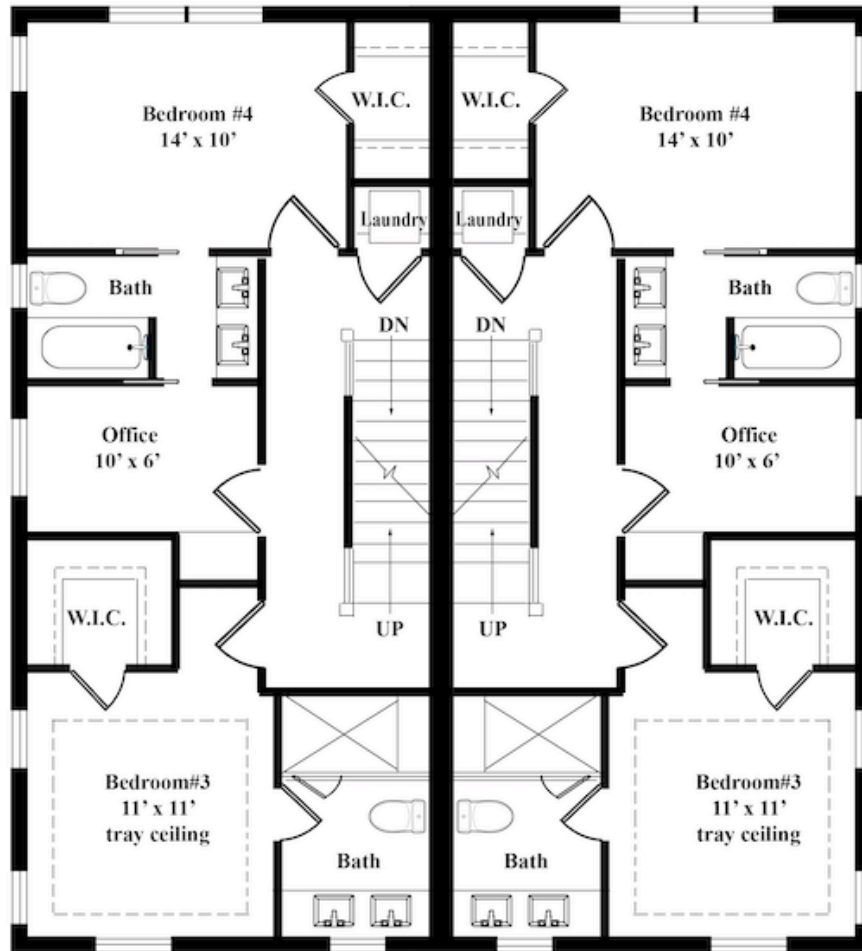 W.I.C.
W.I.C.
Bedroom #4
14’ x 10’
Bedroom #4
14’ x 10’
Laundry
Laundry
Bath
Bath
DN
DN
Office
10’ x 6’
Office
10’ x 6’
W.I.C.
UP
UP
W.I.C.
Bedroom#3
11’ x 11’
tray ceiling
Bedroom#3
11’ x 11’
tray ceiling
Bath
Bath